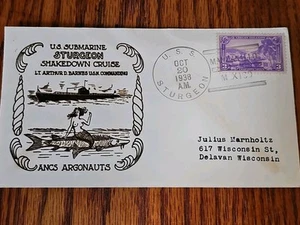 U.S. SUBMARINE
STURGEON
SHAKEDOWN CRUISE
LT. ARTHUR D. BARNES U.S.N. COMMANDING
ANCS ARGONAUTS
U.S.S.
OCT
20
1938
A.M.
STURGEON
Julius Marnholtz
617 Wisconsin St,
Delavan Wisconsin